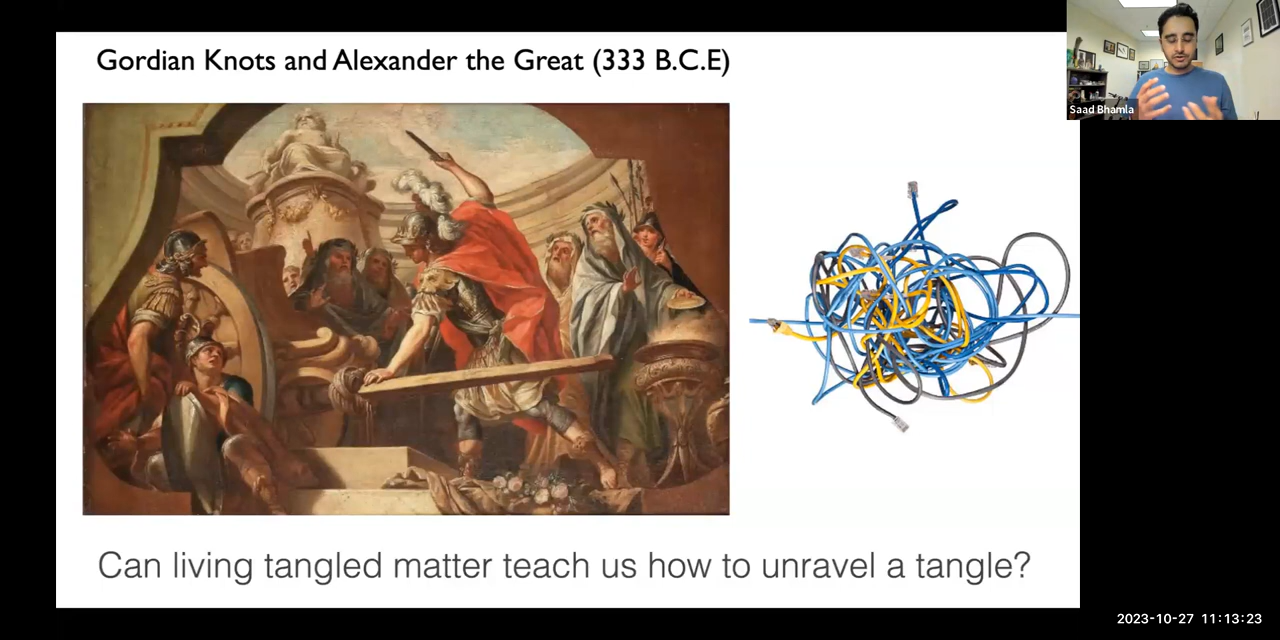 Gordian Knots and Alexander the Great (333 B.C.E)
Saad Bhamla
Can living tangled matter teach us how to unravel a tangle?
2023-10-27 11:13:23